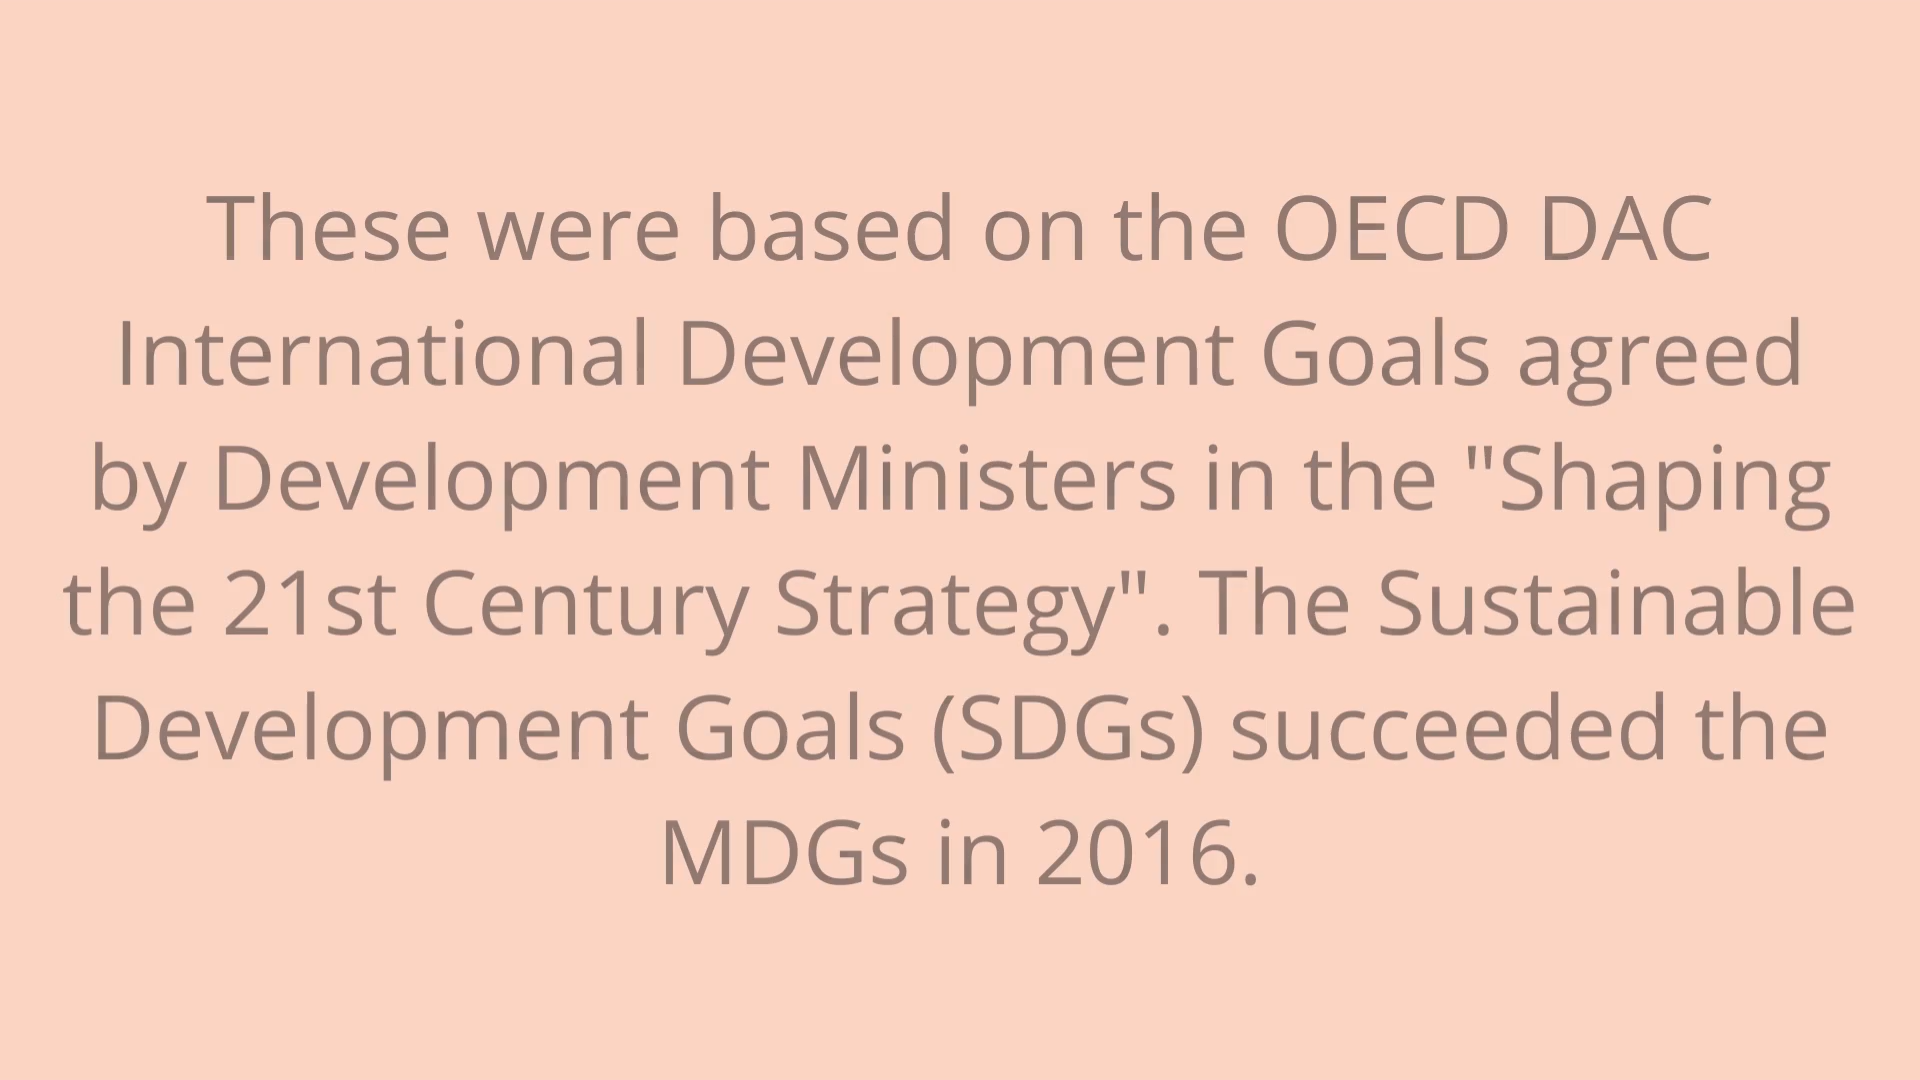 These were based on the OECD DAC
International Development Goals agreed
by Development Ministers in the "Shaping
the 21st Century Strategy". The Sustainable
Development Goals (SDGs) succeeded the
MDGs in 2016.